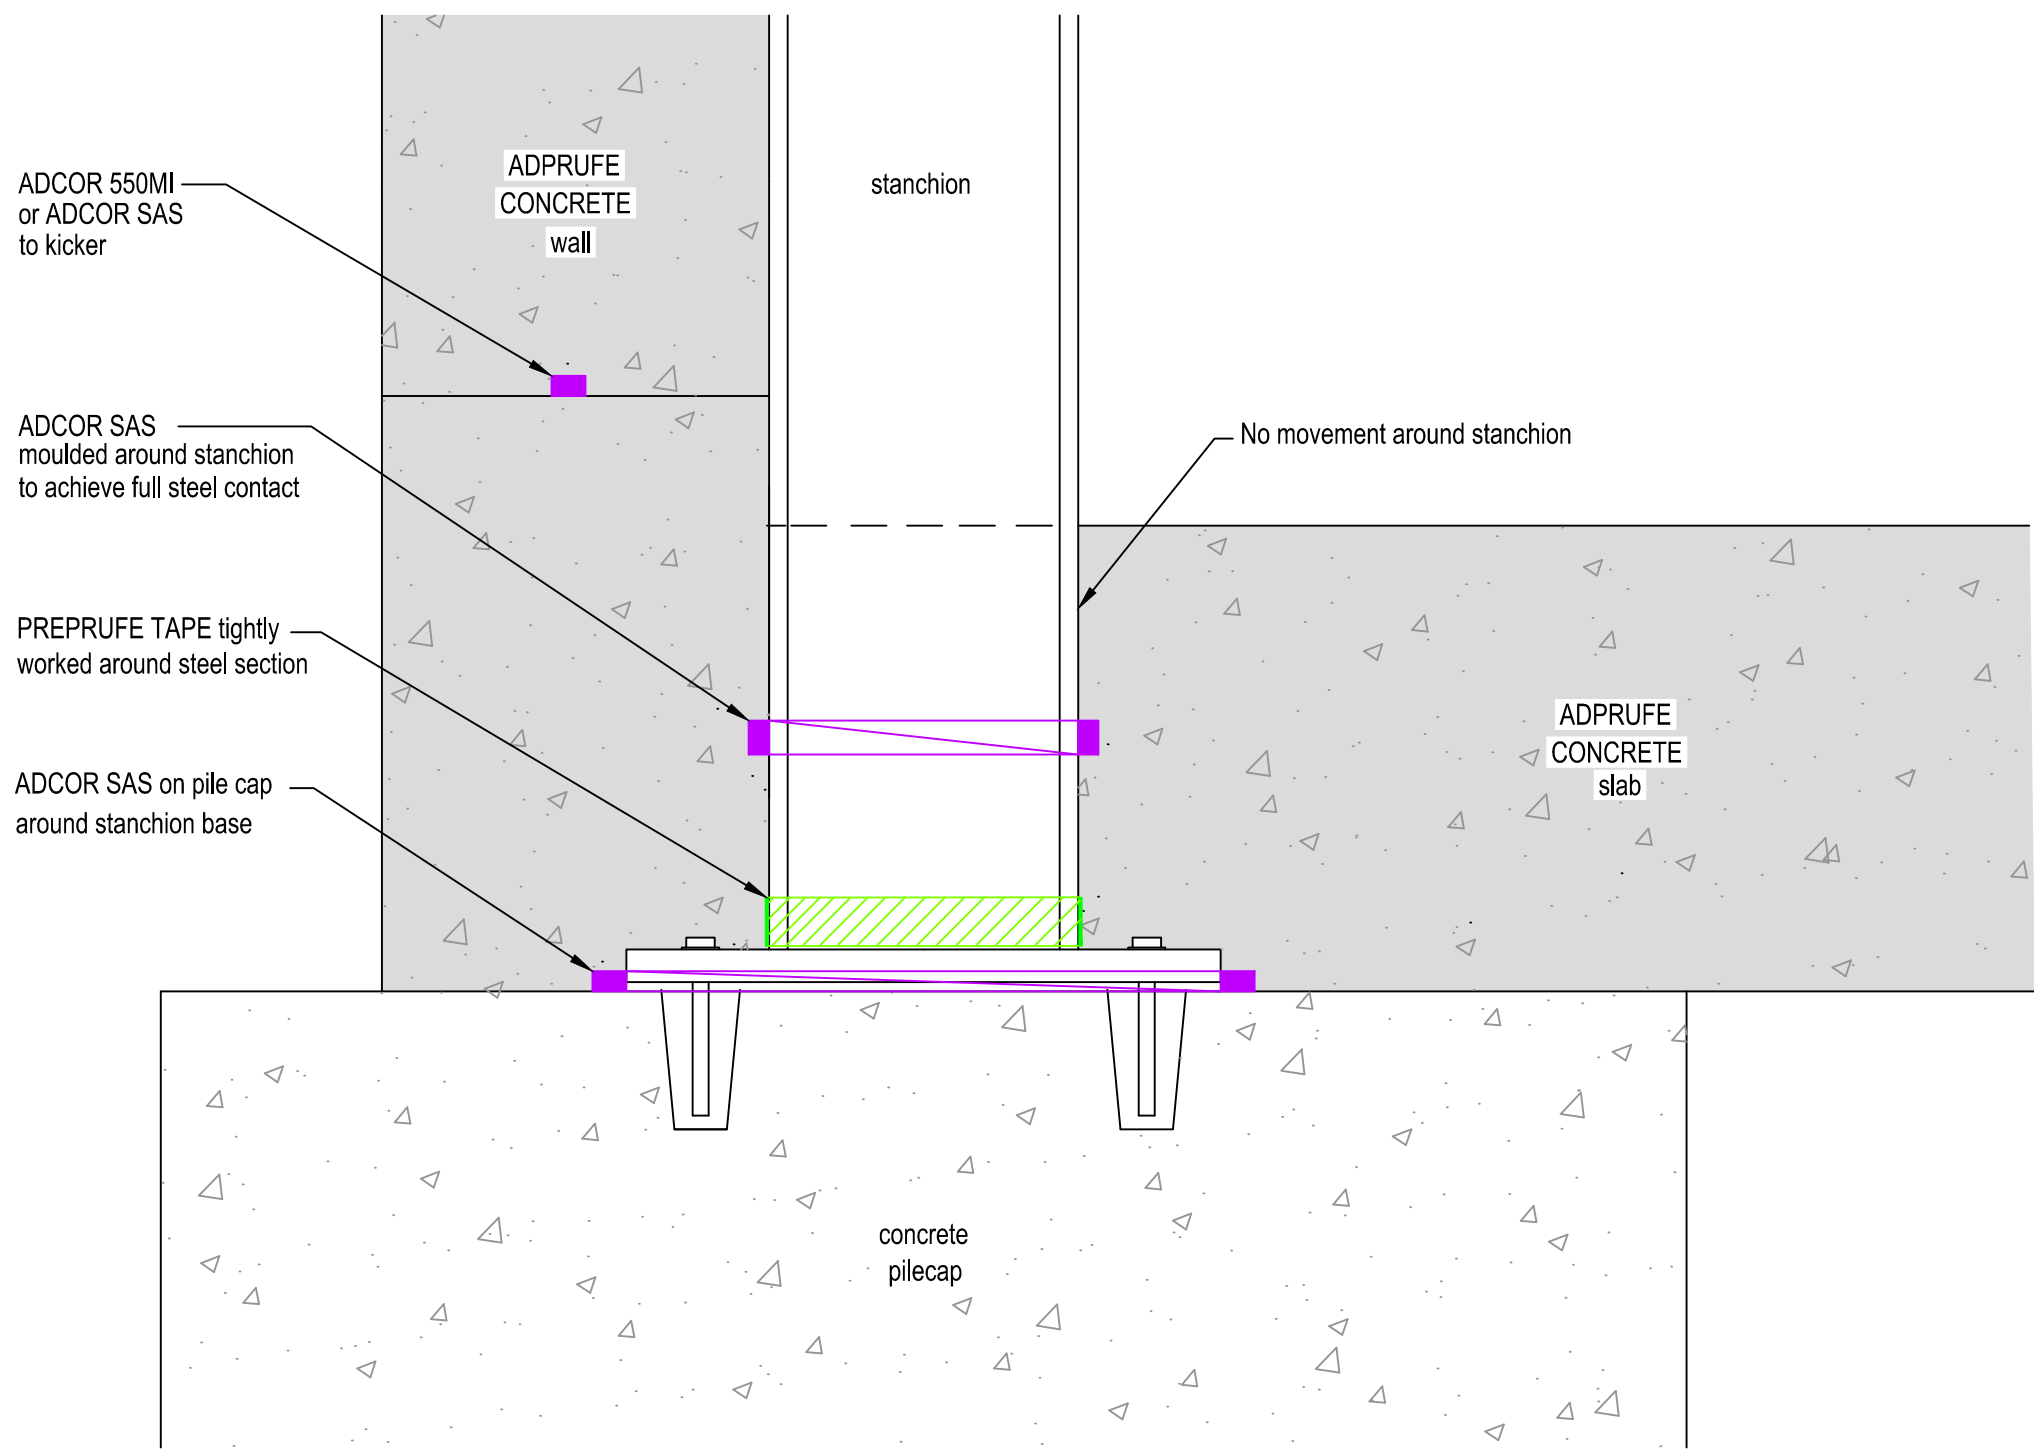 ADCOR 550MI
or ADCOR SAS
to kicker
ADPRUFE
CONCRETE
wall
stanchion
ADCOR SAS
moulded around stanchion
to achieve full steel contact
No movement around stanchion
PREPRUFE TAPE tightly
worked around steel section
ADCOR SAS on pile cap
around stanchion base
ADPRUFE
CONCRETE
slab
concrete
pilecap